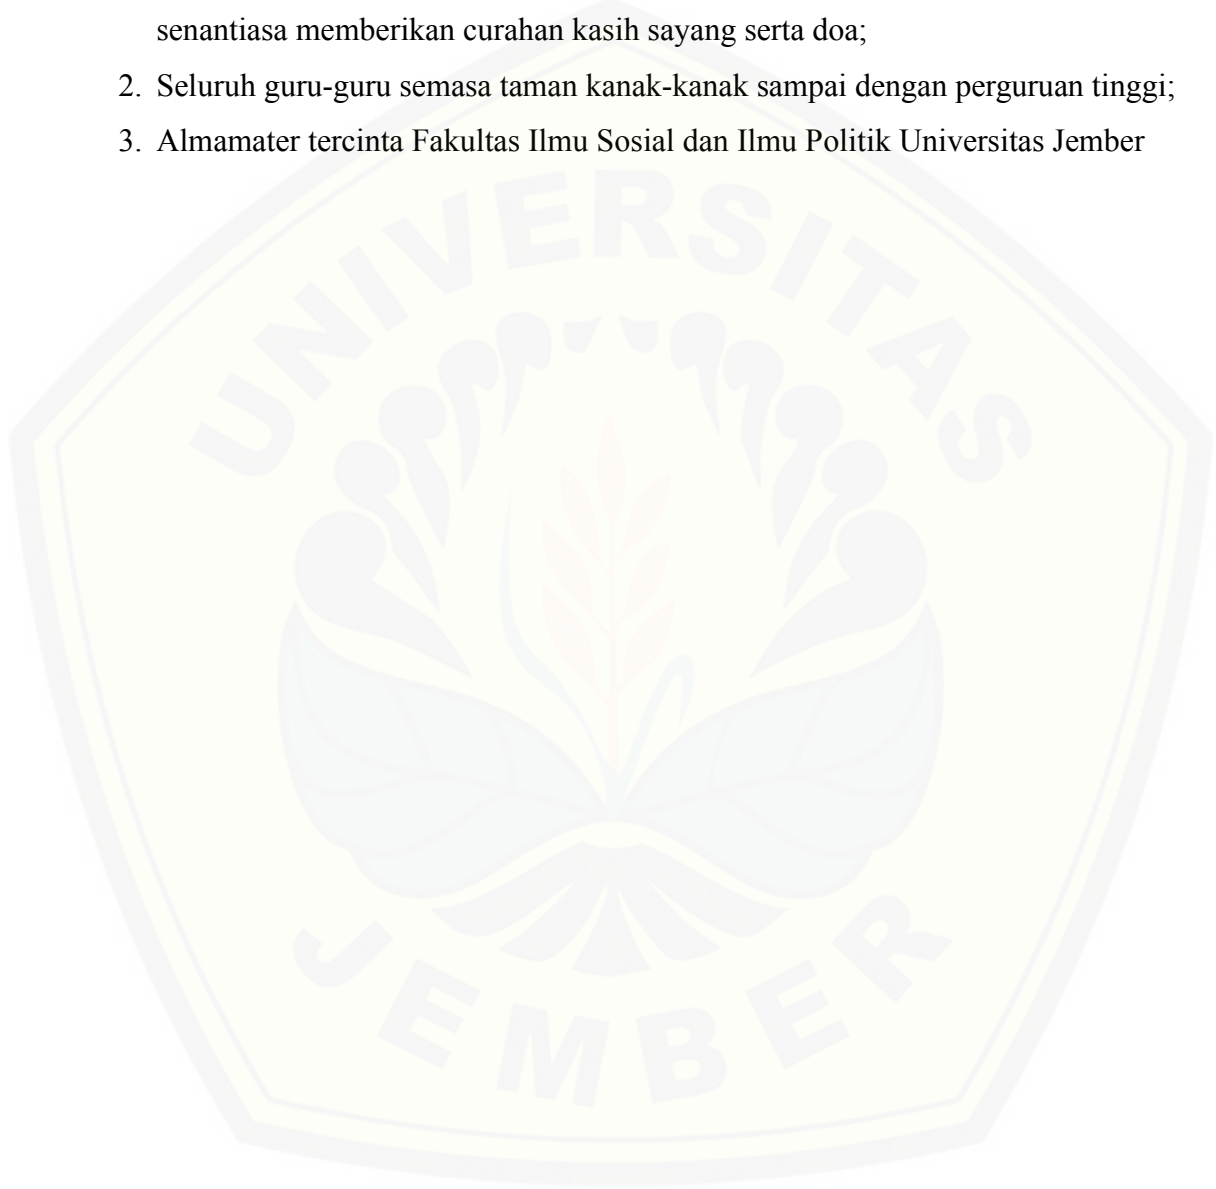 senantiasa memberikan curahan kasih sayang serta doa;
2. Seluruh guru-guru semasa taman kanak-kanak sampai dengan perguruan tinggi;
3. Almamater tercinta Fakultas Ilmu Sosial dan Ilmu Politik Universitas Jember
UNIVERSITAS
JEMBER